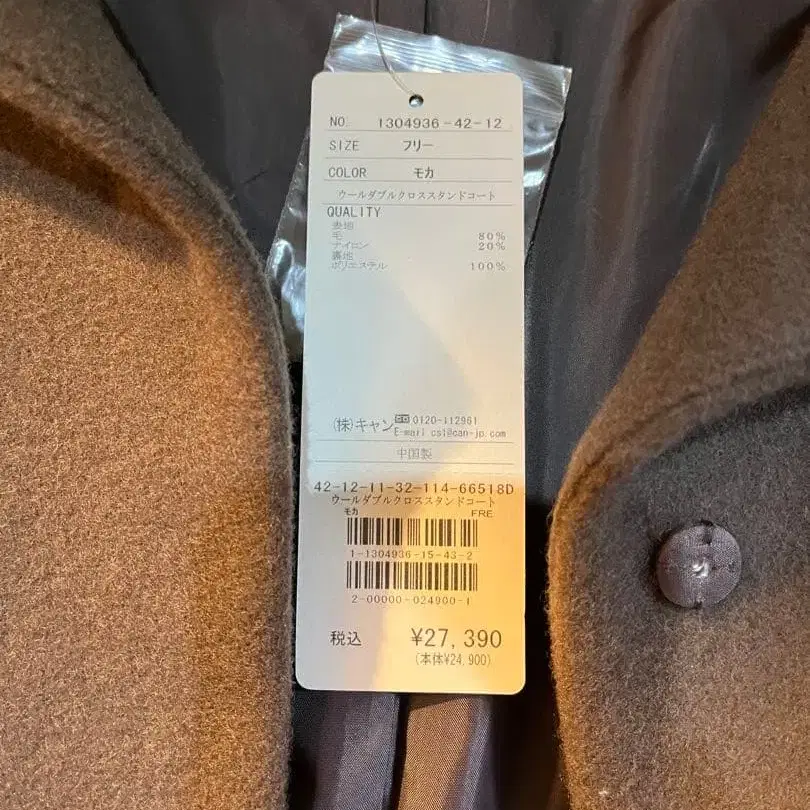 NO. 1304936-42-12
SIZE フリー
COLOR モカ
ウールダブルクロススタンドコート
QUALITY
表地
毛 80%
ナイロン 20%
裏地
ポリエステル 100%
(株)キャン 0120-112961
E-mail cs1@can-jp.com
中国製
42-12-11-32-114-66518D
ウールダブルクロススタンドコート
モカ FRE
1-1304936-15-43-2
2-00000-024900-1
税込 ¥27,390
(本体¥24,900)